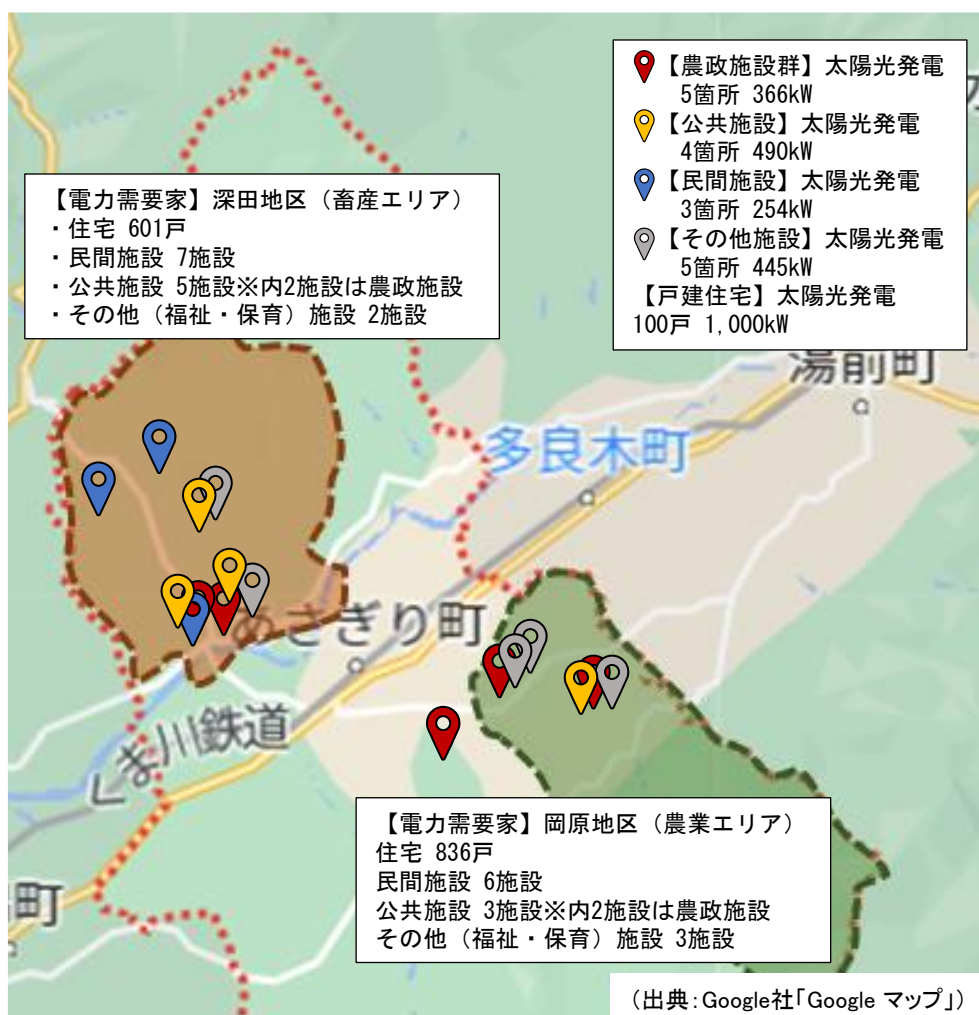 【農政施設群】太陽光発電
5箇所 366kW
【公共施設】太陽光発電
4箇所 490kW
【民間施設】太陽光発電
3箇所 254kW
【その他施設】太陽光発電
5箇所 445kW
【戸建住宅】太陽光発電
100戸 1,000kW
【電力需要家】深田地区（畜産エリア）
・住宅 601戸
・民間施設 7施設
・公共施設 5施設※内2施設は農政施設
・その他（福祉・保育）施設 2施設
湯前町
多良木町
あさぎり町
くま川鉄道
町
【電力需要家】岡原地区（農業エリア）
住宅 836戸
民間施設 6施設
公共施設 3施設※内2施設は農政施設
その他（福祉・保育）施設 3施設
（出典：Google社「Google マップ」）